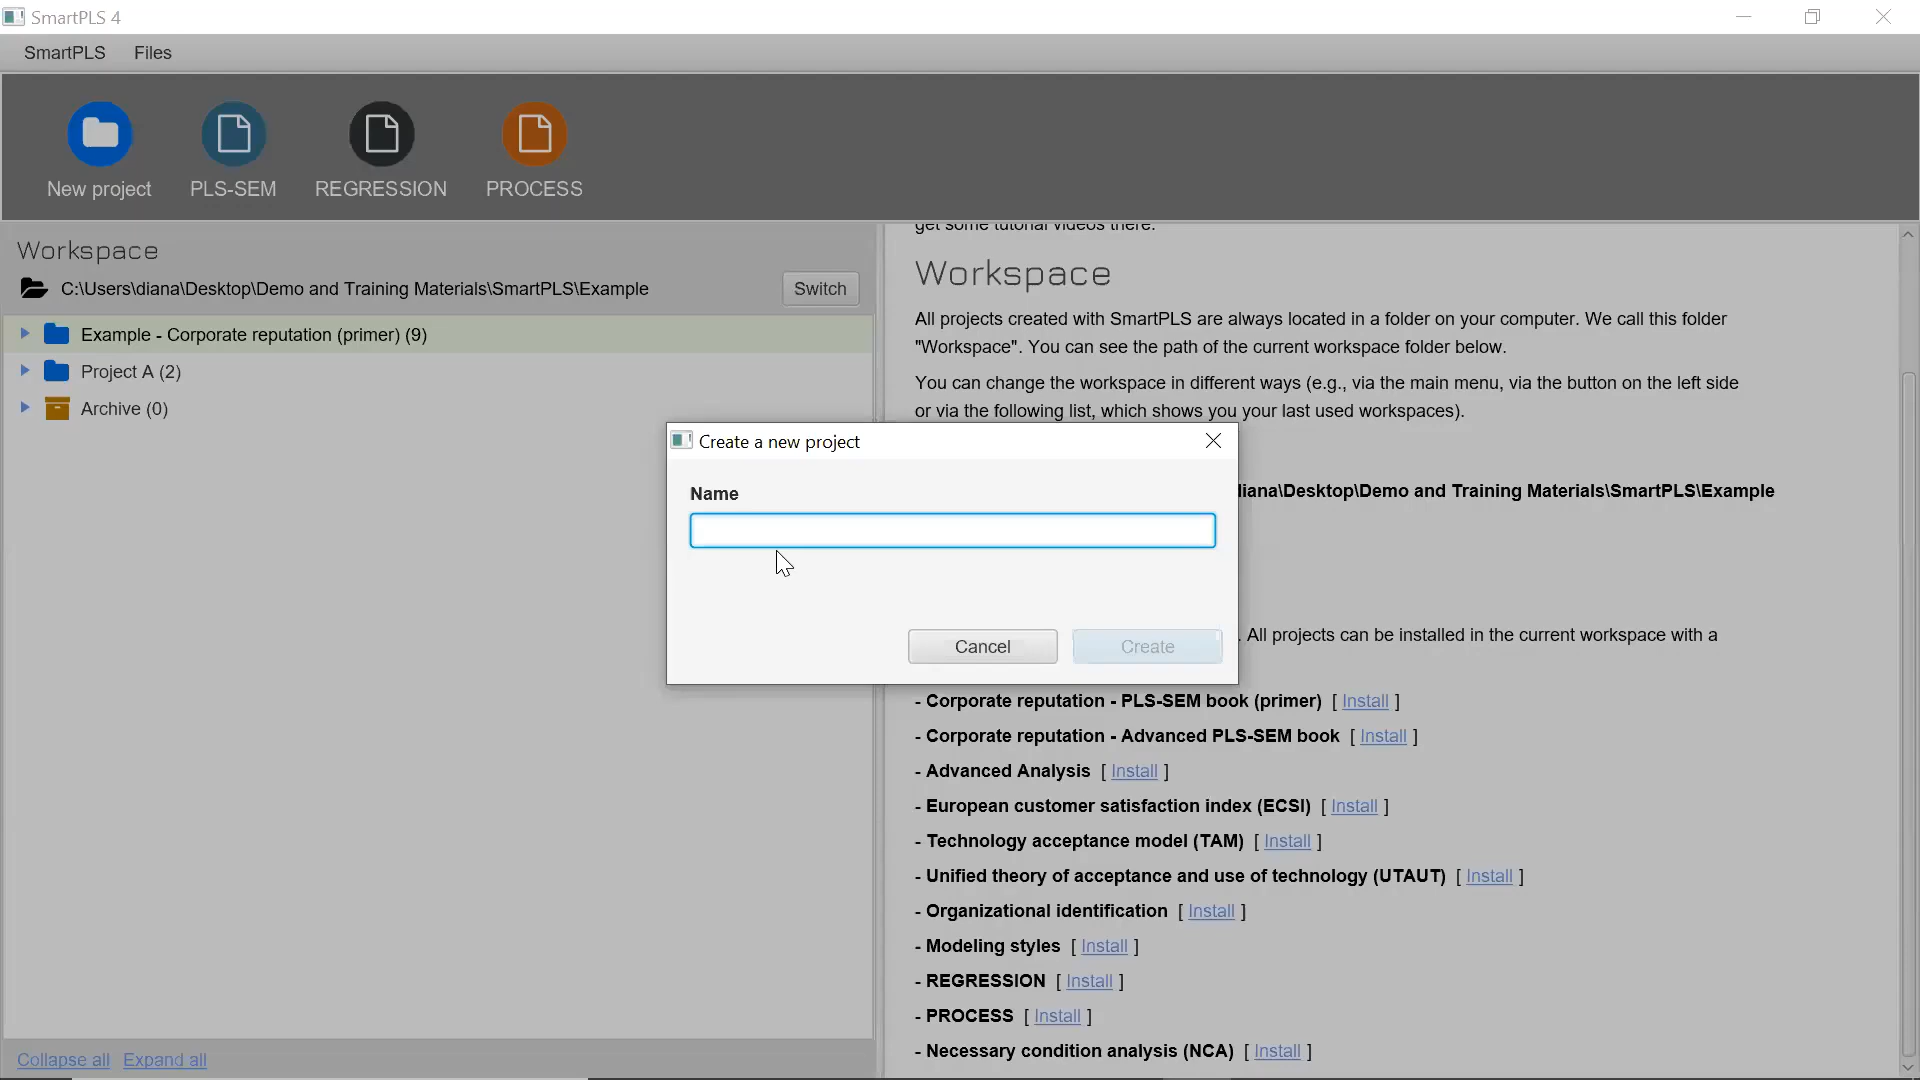 SmartPLS 4
SmartPLS Files
New project PLS-SEM REGRESSION PROCESS
Workspace
C:\Users\diana\Desktop\Demo and Training Materials\SmartPLS\Example Switch
Example - Corporate reputation (primer) (9)
Project A (2)
Archive (0)
Collapse all Expand all
get some tutorial videos there.
Workspace
All projects created with SmartPLS are always located in a folder on your computer. We call this folder
"Workspace". You can see the path of the current workspace folder below.
You can change the workspace in different ways (e.g., via the main menu, via the button on the left side
or via the following list, which shows you your last used workspaces).
diana\Desktop\Demo and Training Materials\SmartPLS\Example
. All projects can be installed in the current workspace with a
- Corporate reputation - PLS-SEM book (primer) [ Install ]
- Corporate reputation - Advanced PLS-SEM book [ Install ]
- Advanced Analysis [ Install ]
- European customer satisfaction index (ECSI) [ Install ]
- Technology acceptance model (TAM) [ Install ]
- Unified theory of acceptance and use of technology (UTAUT) [ Install ]
- Organizational identification [ Install ]
- Modeling styles [ Install ]
- REGRESSION [ Install ]
- PROCESS [ Install ]
- Necessary condition analysis (NCA) [ Install ]
Create a new project
Name
Cancel Create